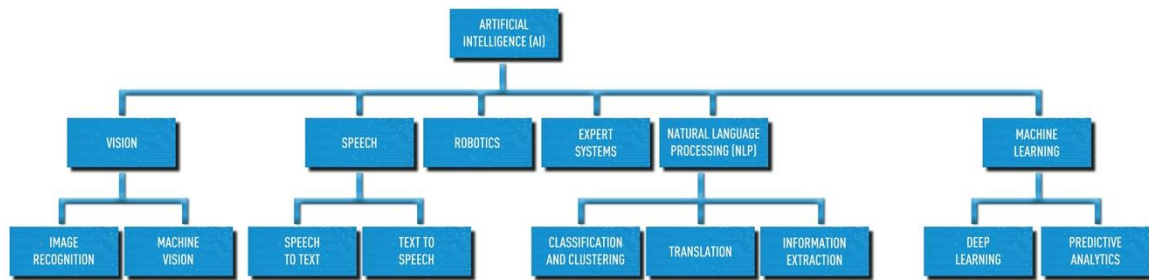 ARTIFICIAL
INTELLIGENCE (AI)
VISION
SPEECH
ROBOTICS
EXPERT
SYSTEMS
NATURAL LANGUAGE
PROCESSING (NLP)
MACHINE
LEARNING
IMAGE
RECOGNITION
MACHINE
VISION
SPEECH
TO TEXT
TEXT TO
SPEECH
CLASSIFICATION
AND CLUSTERING
TRANSLATION
INFORMATION
EXTRACTION
DEEP
LEARNING
PREDICTIVE
ANALYTICS